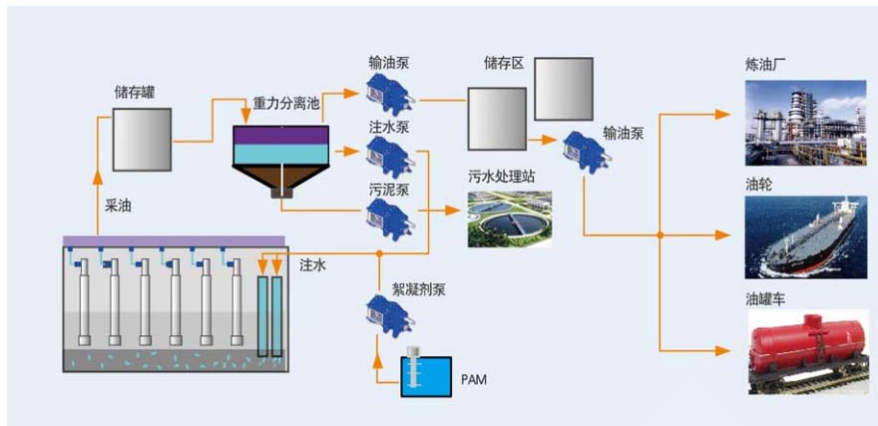 储存罐
重力分离池
输油泵
储存区
炼油厂
注水泵
输油泵
采油
污泥泵
污水处理站
油轮
注水
絮凝剂泵
油罐车
PAM